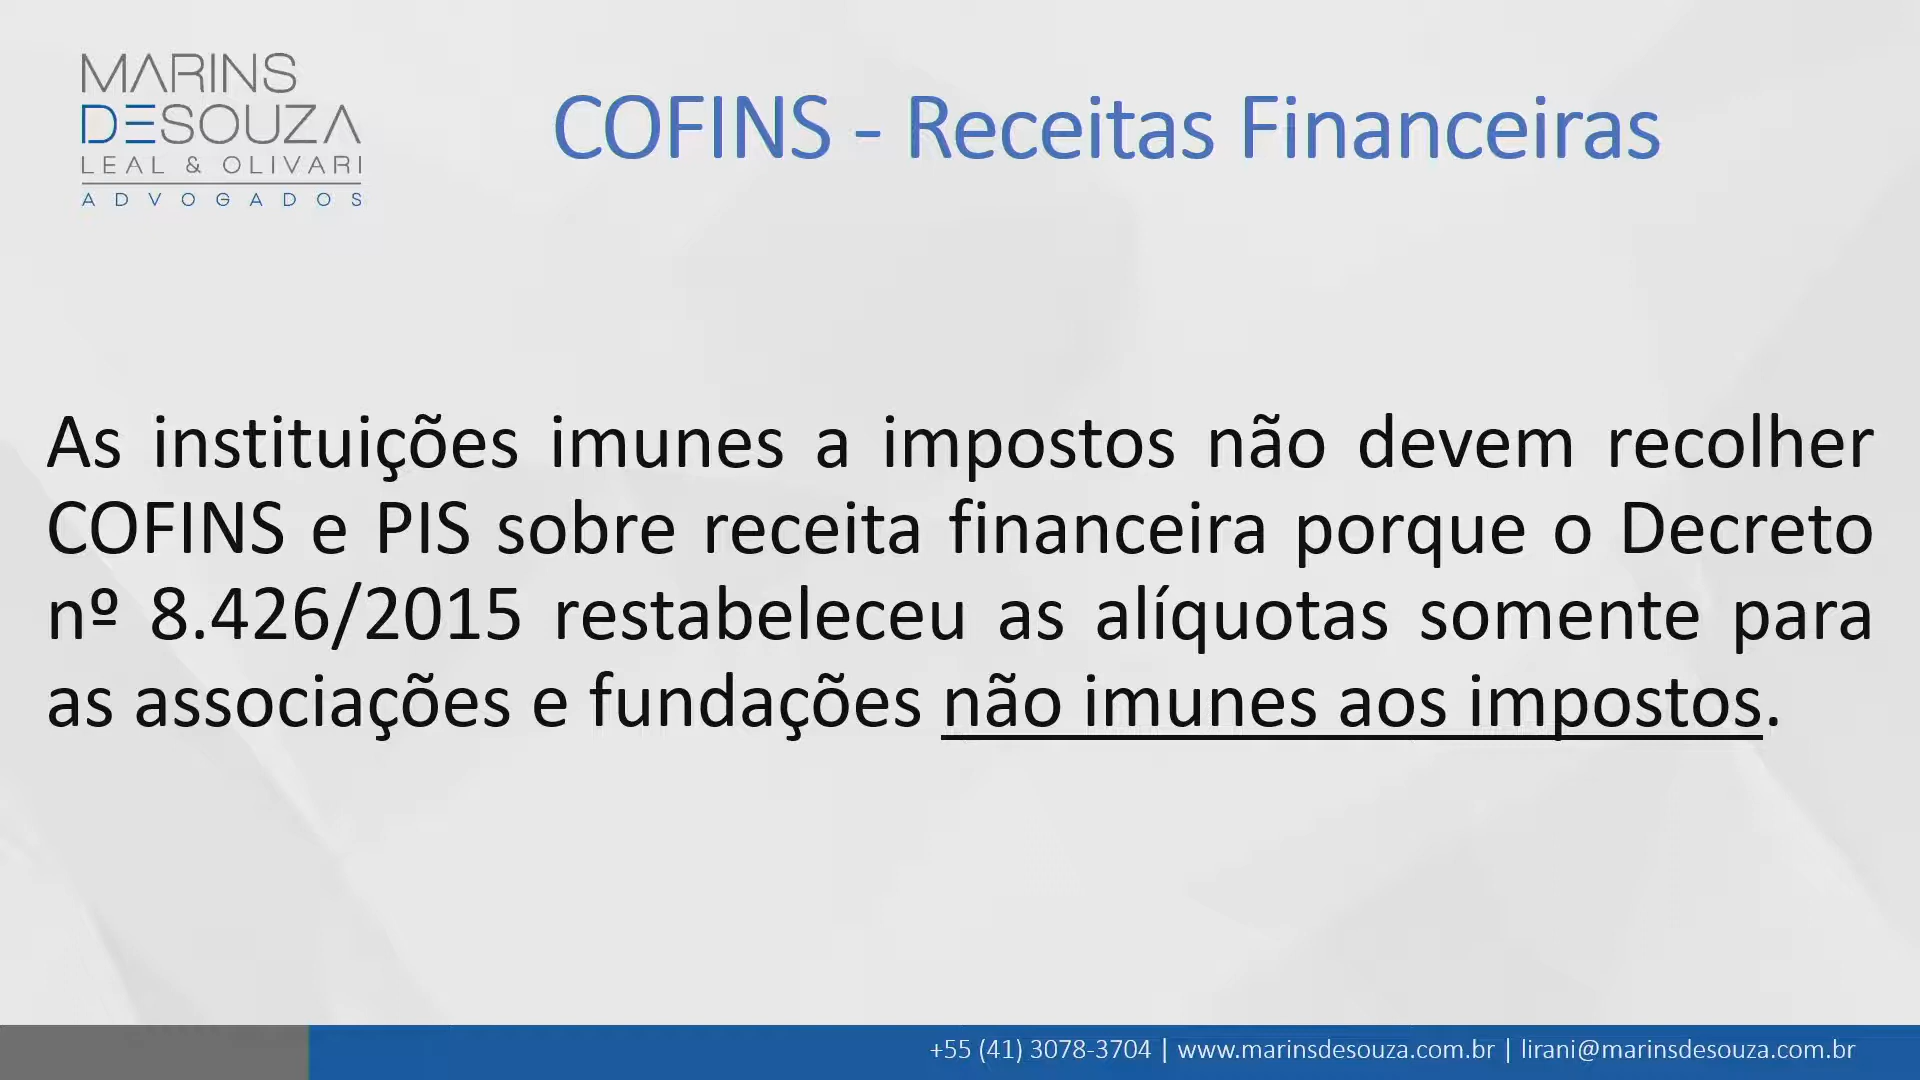 MARINS
DESOUZA
LEAL & OLIVARI
ADVOGADOS
COFINS - Receitas Financeiras
As instituições imunes a impostos não devem recolher
COFINS e PIS sobre receita financeira porque o Decreto
nº 8.426/2015 restabeleceu as alíquotas somente para
as associações e fundações não imunes aos impostos.
+55 (41) 3078-3704 | www.marinsdesouza.com.br | lirani@marinsdesouza.com.br